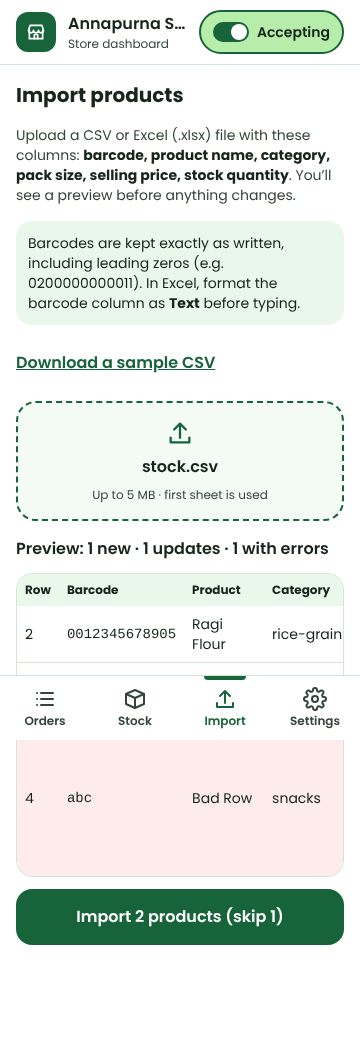 Annapurna S...
Store dashboard
Accepting
Import products
Upload a CSV or Excel (.xlsx) file with these
columns: barcode, product name, category,
pack size, selling price, stock quantity. You'll
see a preview before anything changes.
Barcodes are kept exactly as written,
including leading zeros (e.g.
0200000000011). In Excel, format the
barcode column as Text before typing.
Download a sample CSV
stock.csv
Up to 5 MB · first sheet is used
Preview: 1 new · 1 updates · 1 with errors
Row Barcode Product Category
2 0012345678905 Ragi Flour rice-grain
Orders Stock Import Settings
4 abc Bad Row snacks
Import 2 products (skip 1)